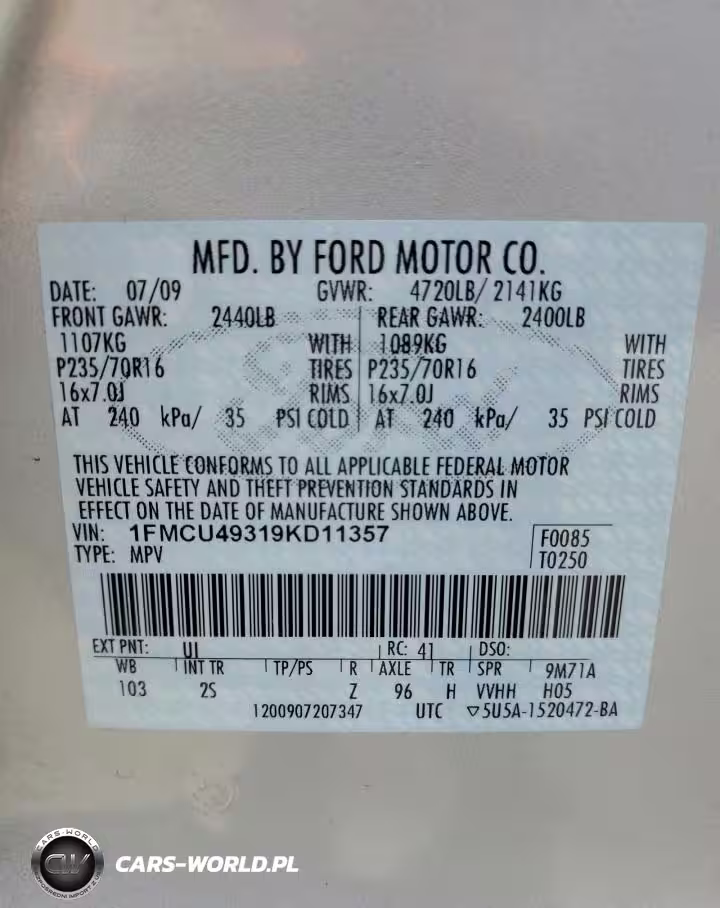 MFD. BY FORD MOTOR CO.
DATE: 07/09 GVWR: 4720LB/ 2141KG
FRONT GAWR: 2440LB REAR GAWR: 2400LB
1107KG WITH 1089KG WITH
P235/70R16 TIRES P235/70R16 TIRES
16x7.0J RIMS 16x7.0J RIMS
AT 240 kPa/ 35 PSI COLD AT 240 kPa/ 35 PSI COLD
THIS VEHICLE CONFORMS TO ALL APPLICABLE FEDERAL MOTOR
VEHICLE SAFETY AND THEFT PREVENTION STANDARDS IN
EFFECT ON THE DATE OF MANUFACTURE SHOWN ABOVE.
VIN: 1FMCU49319KD11357 F0085
TYPE: MPV T0250
EXT PNT: UI RC: 41 DSO:
WB INT TR TP/PS R AXLE TR SPR 9M71A
103 2S Z 96 H VVHH H05
1200907207347 UTC ▽5U5A-1520472-BA
CARS-WORLD
CW
CARS-WORLD.PL